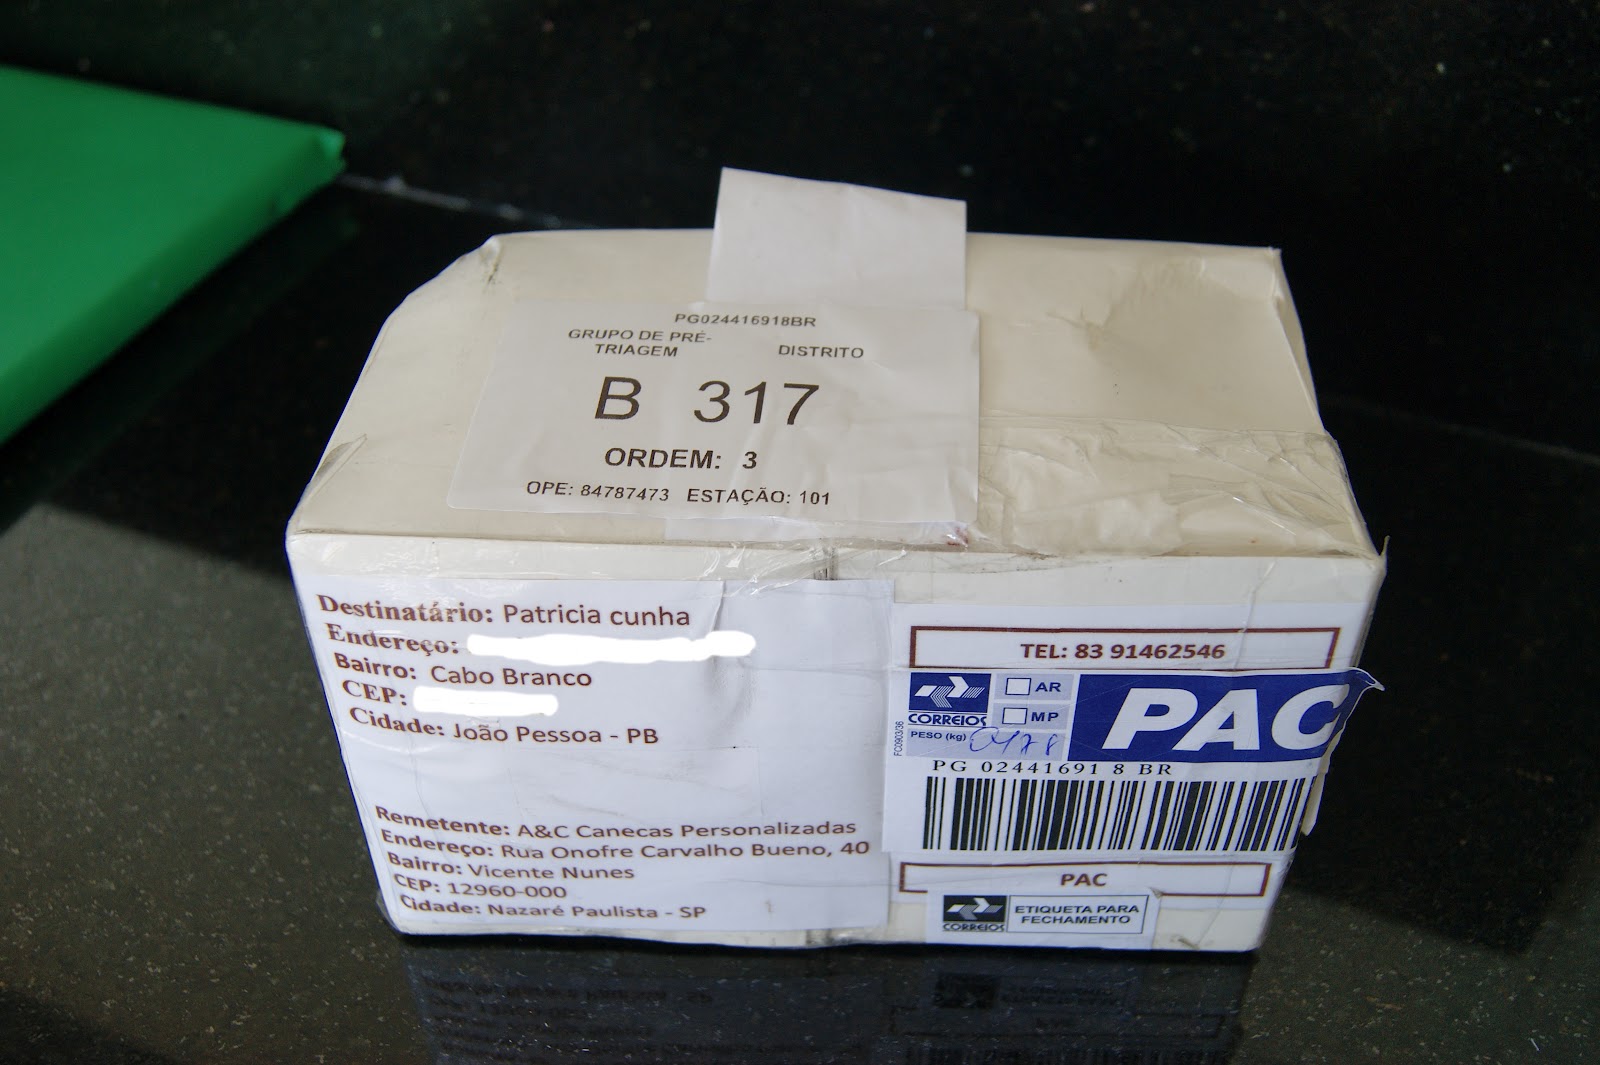 PG024416918BR
GRUPO DE PRÉ-
TRIAGEM DISTRITO
B 317
ORDEM: 3
OPE: 84787473 ESTAÇÃO: 101
Destinatário: Patricia cunha
Endereço:
Bairro: Cabo Branco
CEP:
Cidade: João Pessoa - PB
Remetente: A&C Canecas Personalizadas
Endereço: Rua Onofre Carvalho Bueno, 40
Bairro: Vicente Nunes
CEP: 12960-000
Cidade: Nazaré Paulista - SP
TEL: 83 91462546
AR
MP
CORREIOS
PESO (kg)
PAC
PG 02441691 8 BR
PAC
CORREIOS
ETIQUETA PARA
FECHAMENTO